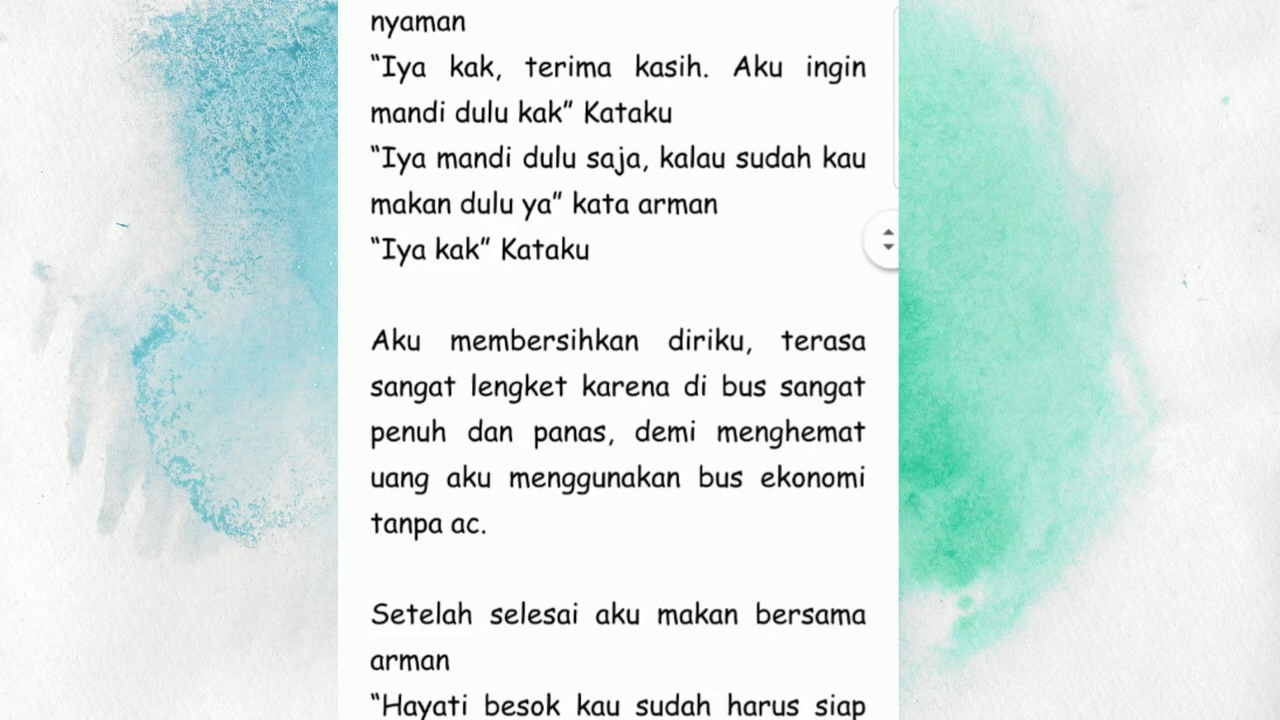 nyaman
“Iya kak, terima kasih. Aku ingin
mandi dulu kak” Kataku
“Iya mandi dulu saja, kalau sudah kau
makan dulu ya” kata arman
“Iya kak” Kataku
Aku membersihkan diriku, terasa
sangat lengket karena di bus sangat
penuh dan panas, demi menghemat
uang aku menggunakan bus ekonomi
tanpa ac.
Setelah selesai aku makan bersama
arman
“Hayati besok kau sudah harus siap